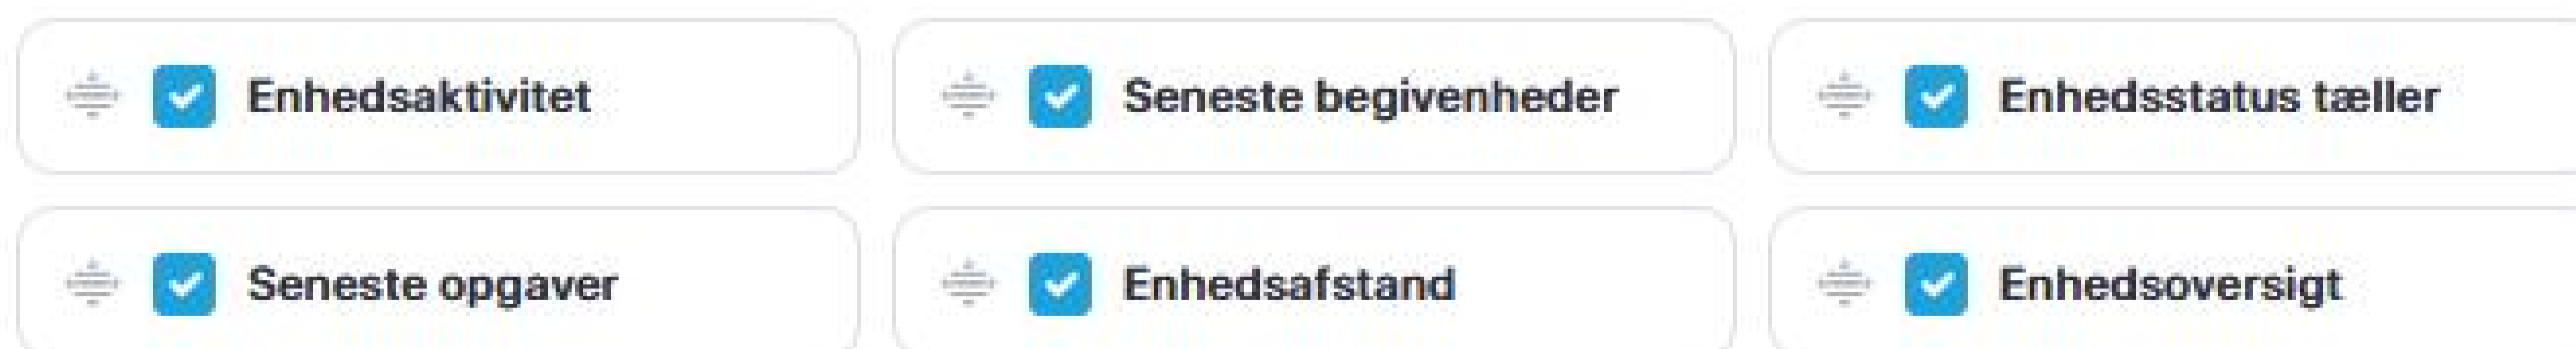 Enhedsaktivitet
Seneste begivenheder
Enhedsstatus tæller
Seneste opgaver
Enhedsafstand
Enhedsoversigt